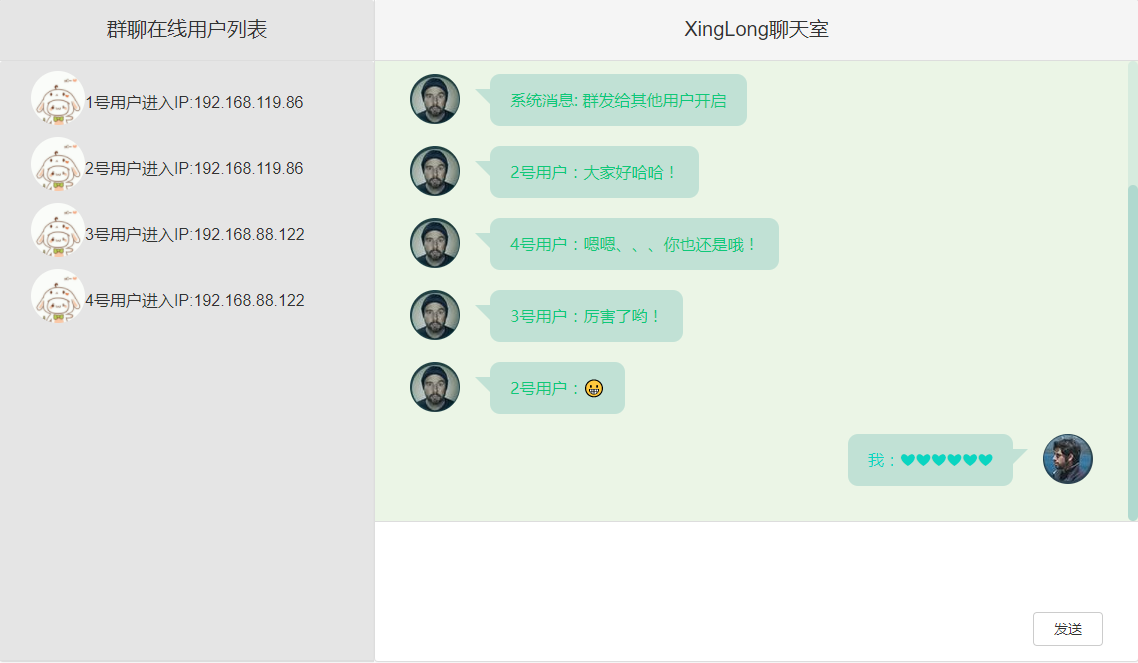 群聊在线用户列表
XingLong聊天室
1号用户进入IP:192.168.119.86
2号用户进入IP:192.168.119.86
3号用户进入IP:192.168.88.122
4号用户进入IP:192.168.88.122
系统消息: 群发给其他用户开启
2号用户：大家好哈哈！
4号用户：嗯嗯、、、你也还是哦！
3号用户：厉害了哟！
2号用户：😀
我：♥♥♥♥♥♥
发送